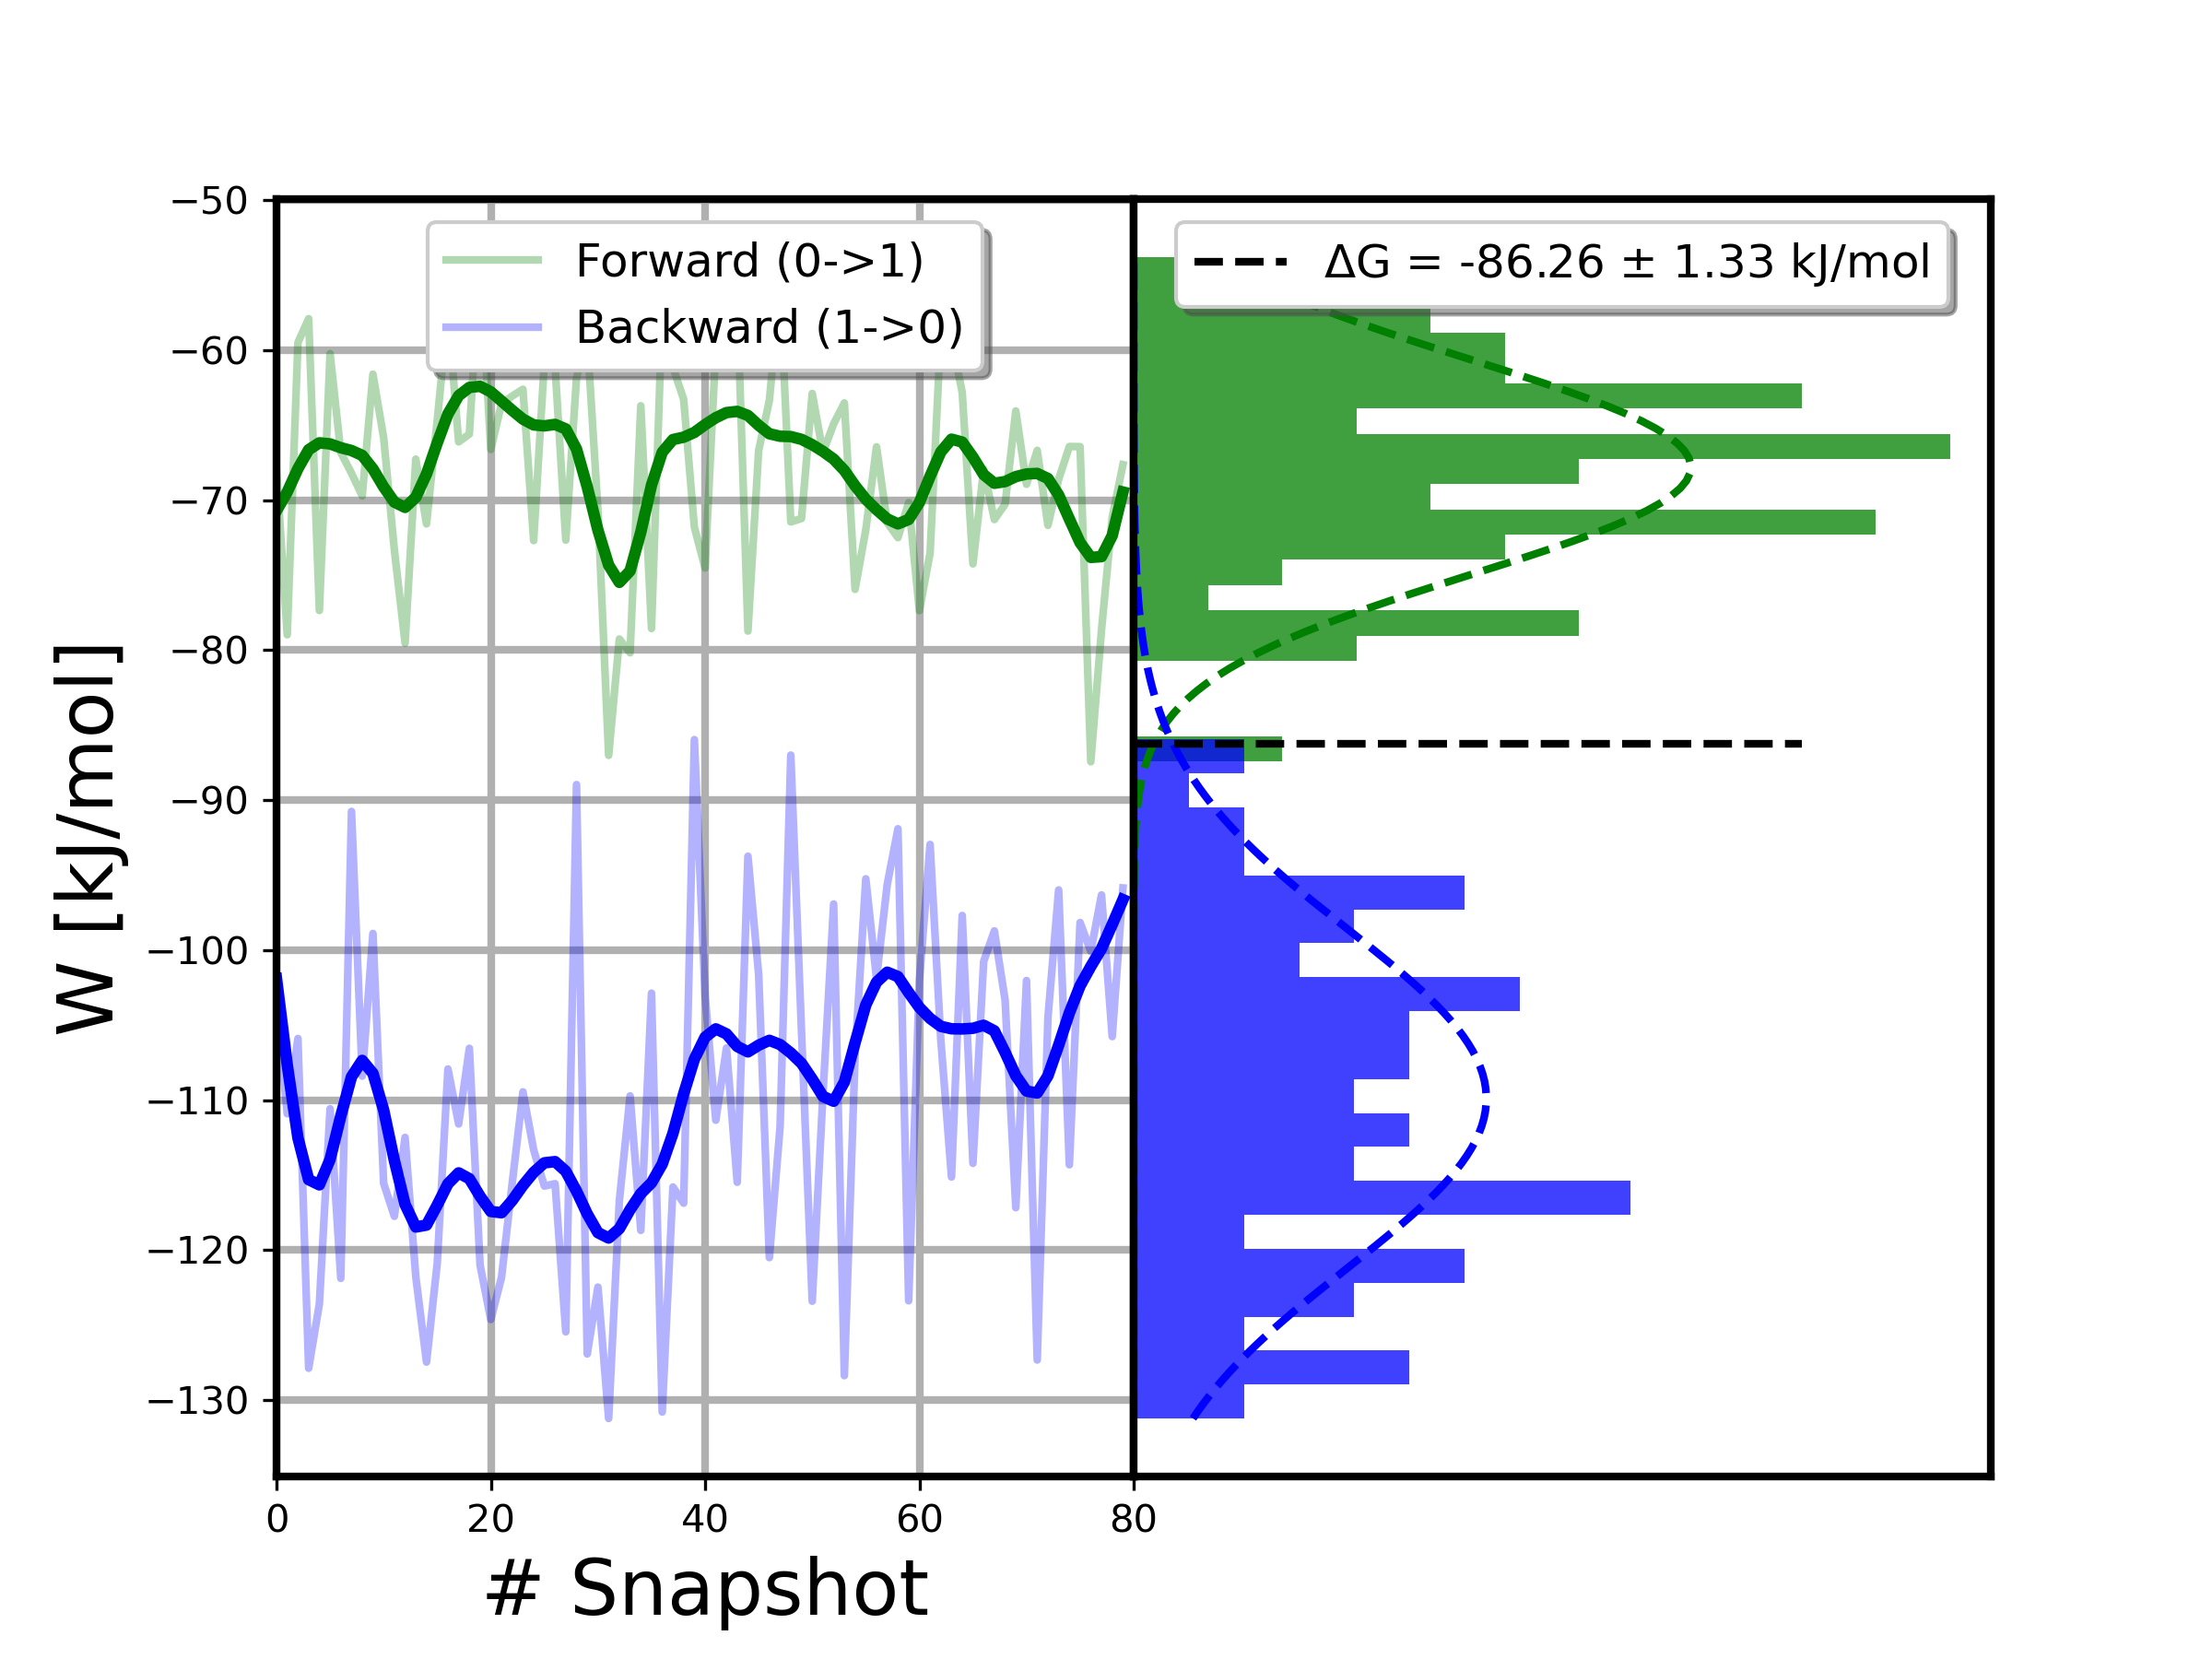 −50
−60
−70
−80
−90
−100
−110
−120
−130
W [kJ/mol]
Forward (0->1)
Backward (1->0)
ΔG = -86.26 ± 1.33 kJ/mol
0 20 40 60 80
# Snapshot